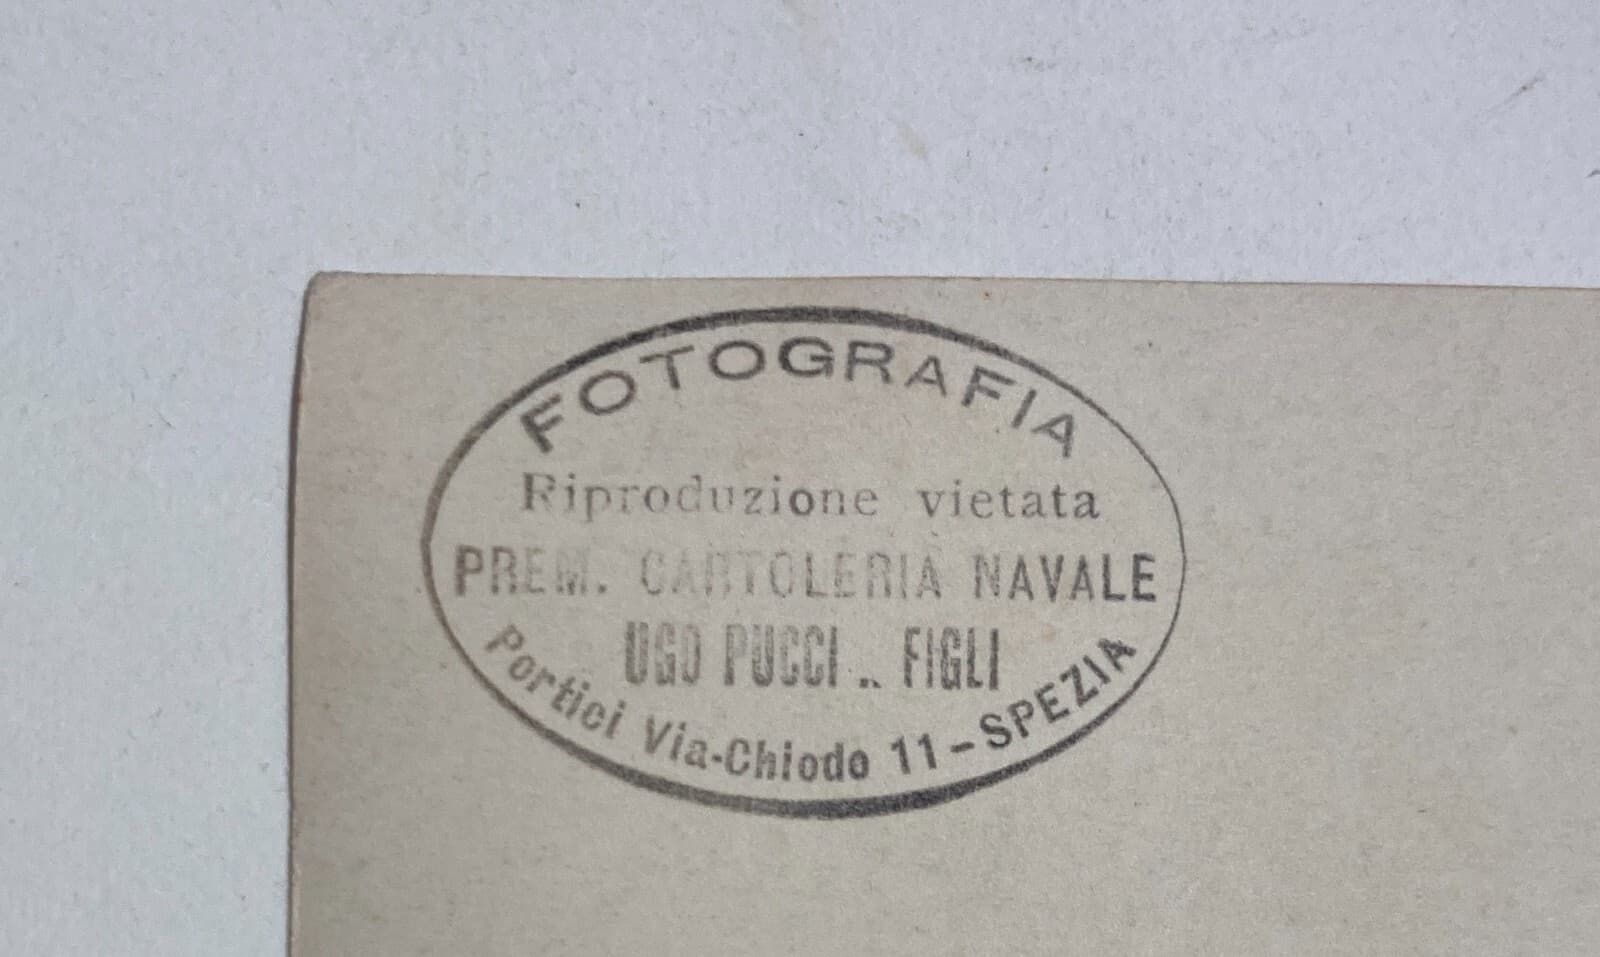 FOTOGRAFIA
Riproduzione vietata
PREM. CARTOLERIA NAVALE
UGO PUCCI .. FIGLI
Portici Via-Chiodo 11-SPEZIA